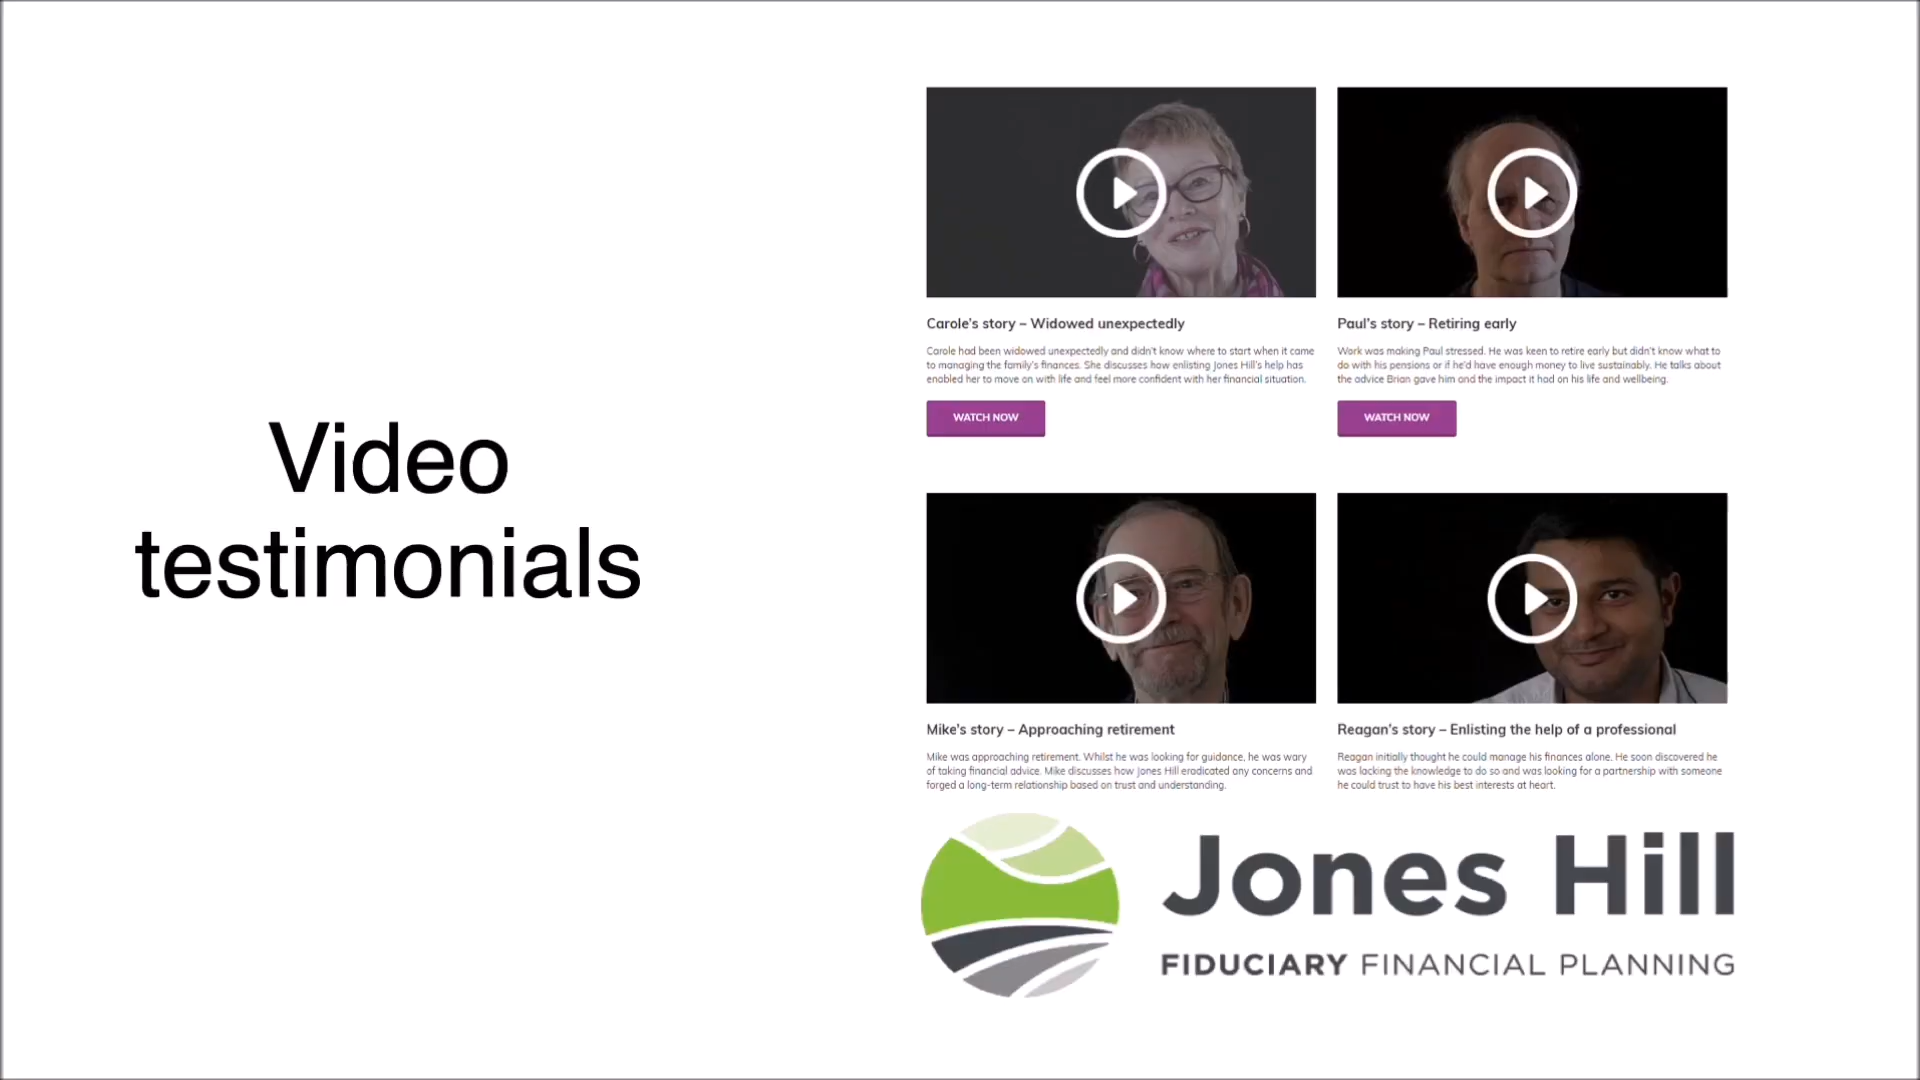 Video
testimonials
Carole's story – Widowed unexpectedly
Carole had been widowed unexpectedly and didn't know where to start when it came
to managing the family's finances. She discusses how enlisting Jones Hill's help has
enabled her to move on with life and feel more confident with her financial situation.
WATCH NOW
Paul's story – Retiring early
Work was making Paul stressed. He was keen to retire early but didn't know what to
do with his pensions or if he'd have enough money to live sustainably. He talks about
the advice Brian gave him and the impact it had on his life and wellbeing.
WATCH NOW
Mike's story – Approaching retirement
Mike was approaching retirement. Whilst he was looking for guidance, he was wary
of taking financial advice. Mike discusses how Jones Hill eradicated any concerns and
forged a long-term relationship based on trust and understanding.
Reagan's story – Enlisting the help of a professional
Reagan initially thought he could manage his finances alone. He soon discovered he
was lacking the knowledge to do so and was looking for a partnership with someone
he could trust to have his best interests at heart.
Jones Hill
FIDUCIARY FINANCIAL PLANNING